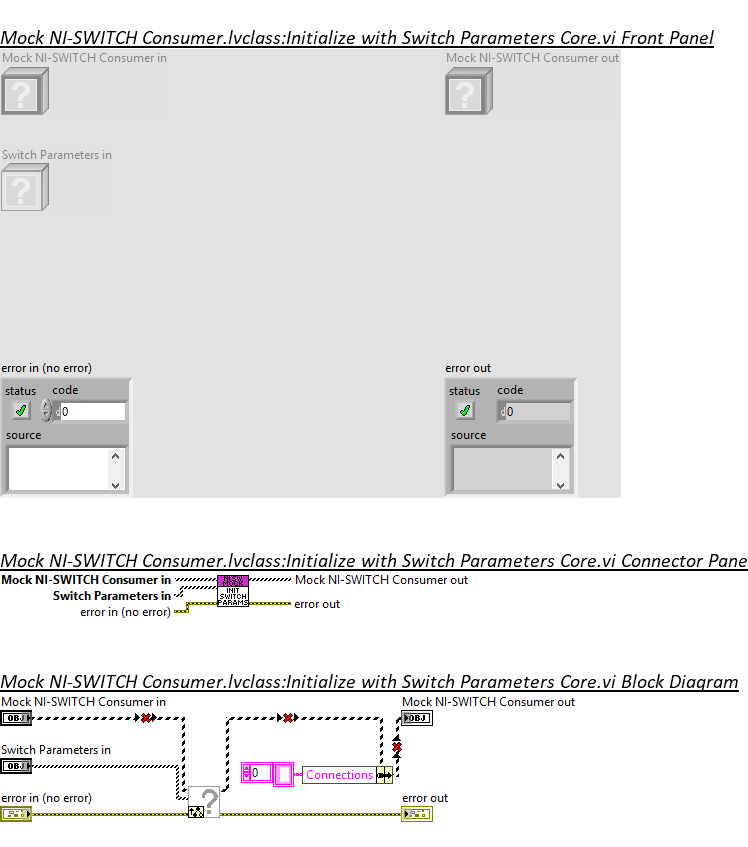 Mock NI-SWITCH Consumer.lvclass:Initialize with Switch Parameters Core.vi Front Panel
Mock NI-SWITCH Consumer in
Mock NI-SWITCH Consumer out
?
?
Switch Parameters in
?
error in (no error)
error out
status
code
status
code
d
0
d
0
source
source
Mock NI-SWITCH Consumer.lvclass:Initialize with Switch Parameters Core.vi Connector Pane
Mock NI-SWITCH Consumer in
NI-SW
MOCK
Mock NI-SWITCH Consumer out
Switch Parameters in
INIT
SWITCH
PARAMS
error in (no error)
error out
Mock NI-SWITCH Consumer.lvclass:Initialize with Switch Parameters Core.vi Block Diagram
Mock NI-SWITCH Consumer in
Mock NI-SWITCH Consumer out
OBJ
OBJ
Switch Parameters in
OBJ
0
Connections
error in (no error)
?
error out